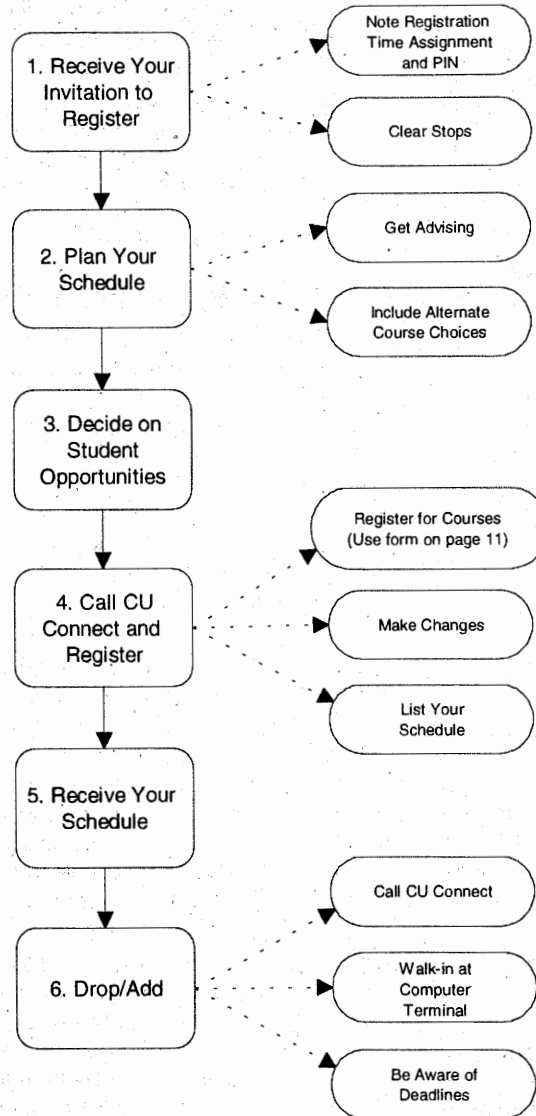 1. Receive Your
Invitation to
Register
Note Registration
Time Assignment
and PIN
Clear Stops
2. Plan Your
Schedule
Get Advising
Include Alternate
Course Choices
3. Decide on
Student
Opportunities
4. Call CU
Connect and
Register
Register for Courses
(Use form on page 11)
Make Changes
List Your
Schedule
5. Receive Your
Schedule
6. Drop/Add
Call CU Connect
Walk-in at
Computer
Terminal
Be Aware of
Deadlines